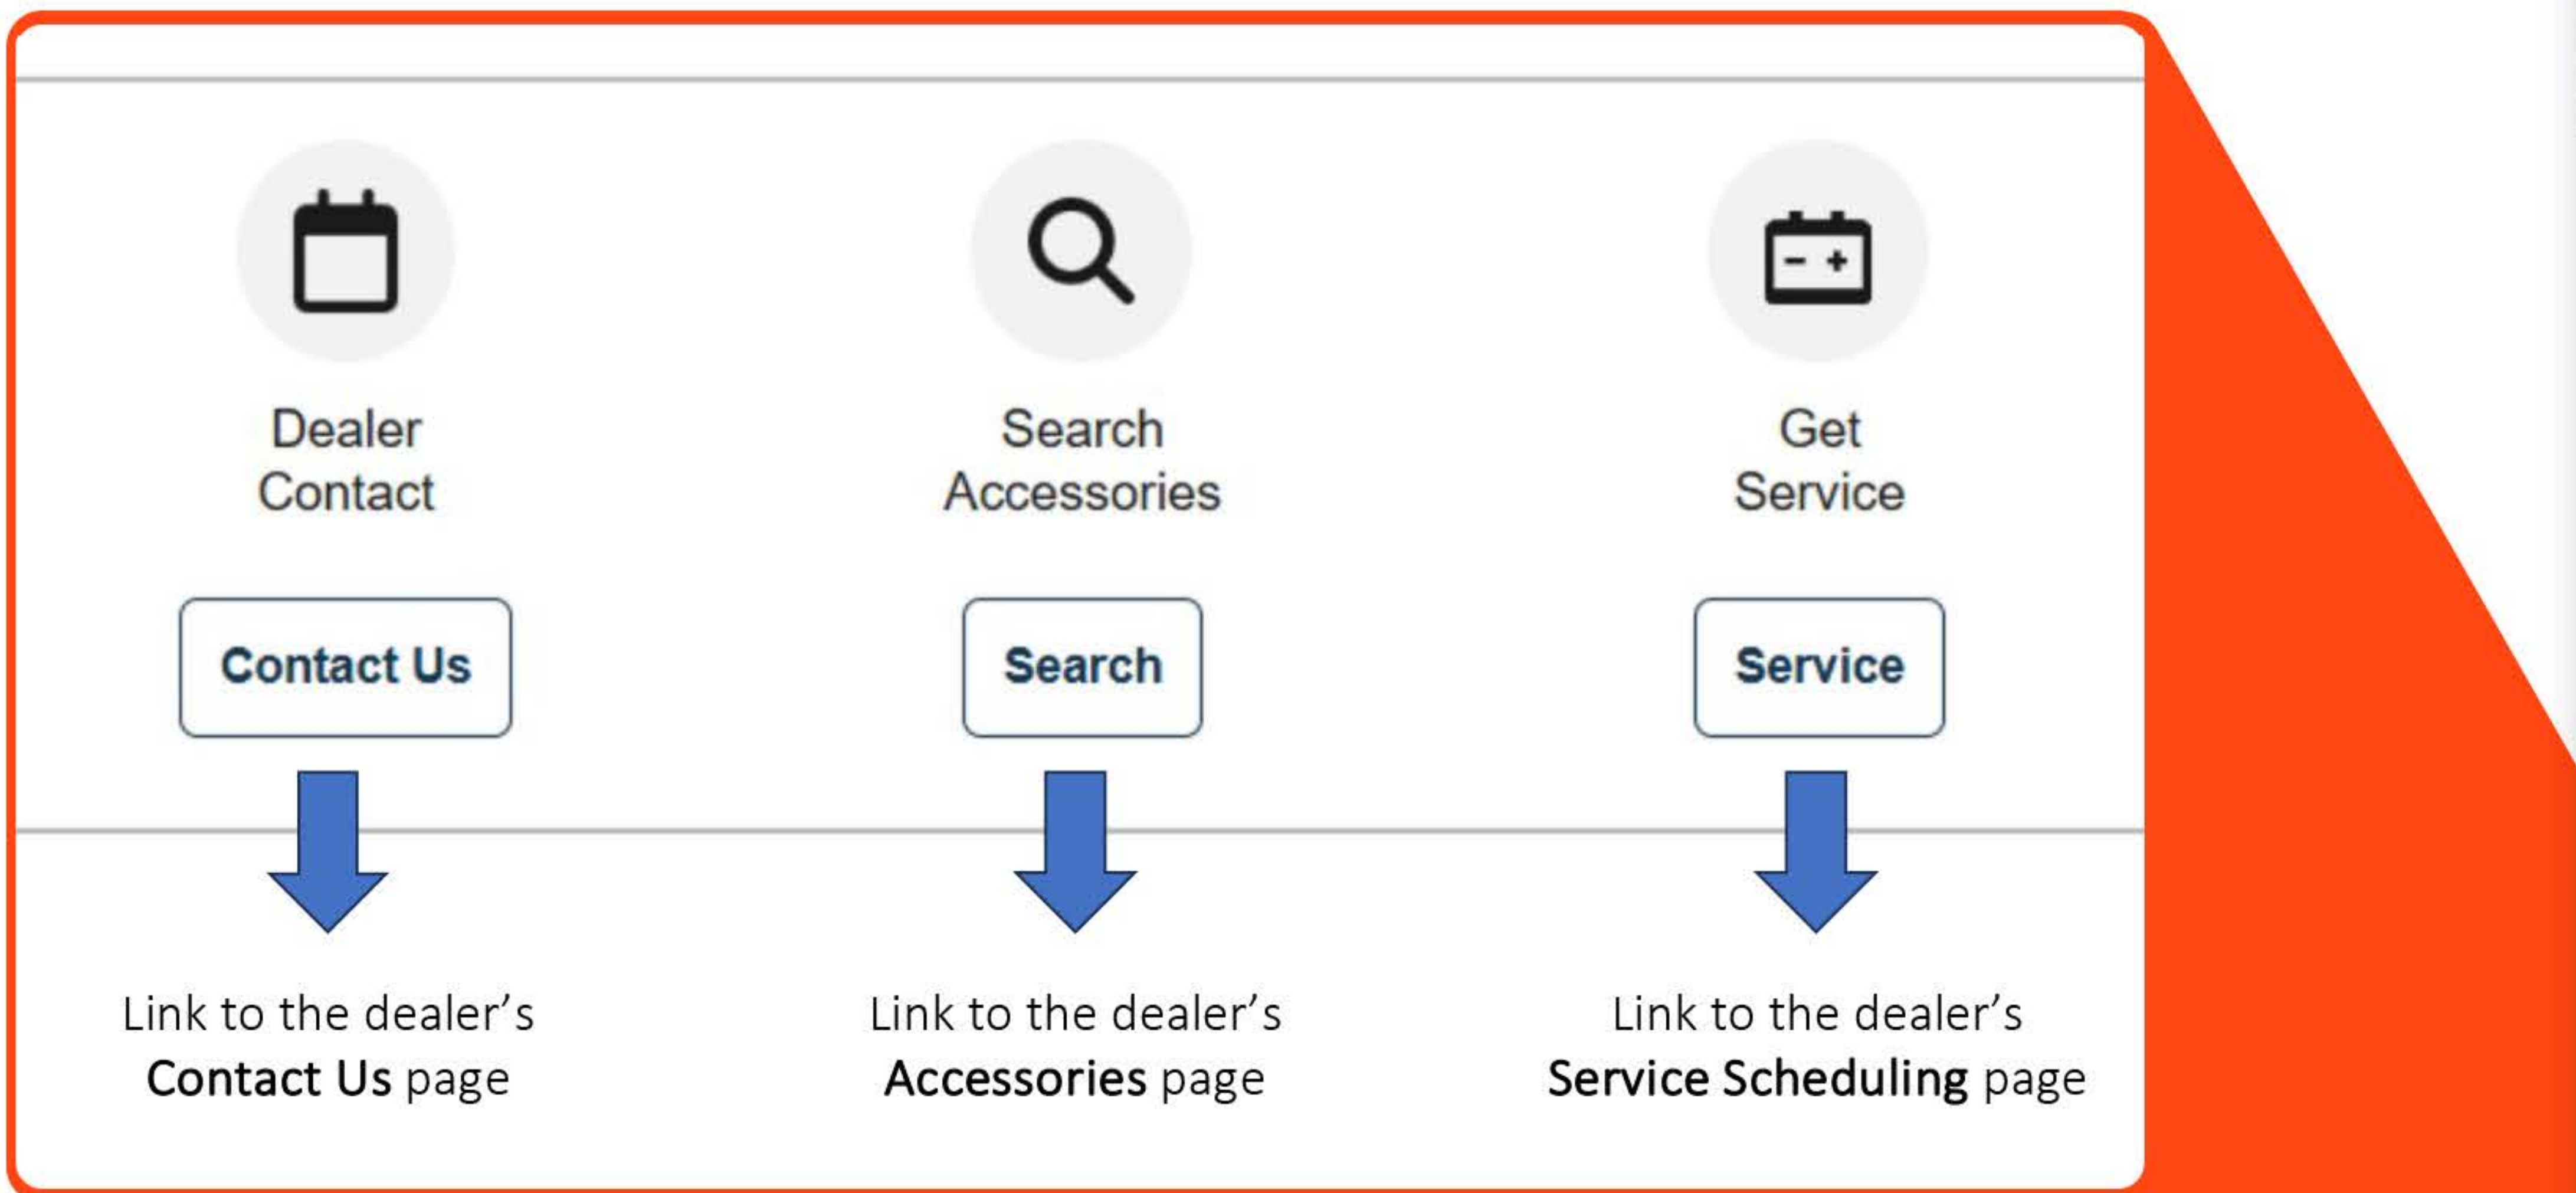 Dealer
Contact
Contact Us
Link to the dealer’s
Contact Us page
Search
Accessories
Search
Link to the dealer’s
Accessories page
Get
Service
- +
Service
Link to the dealer’s
Service Scheduling page